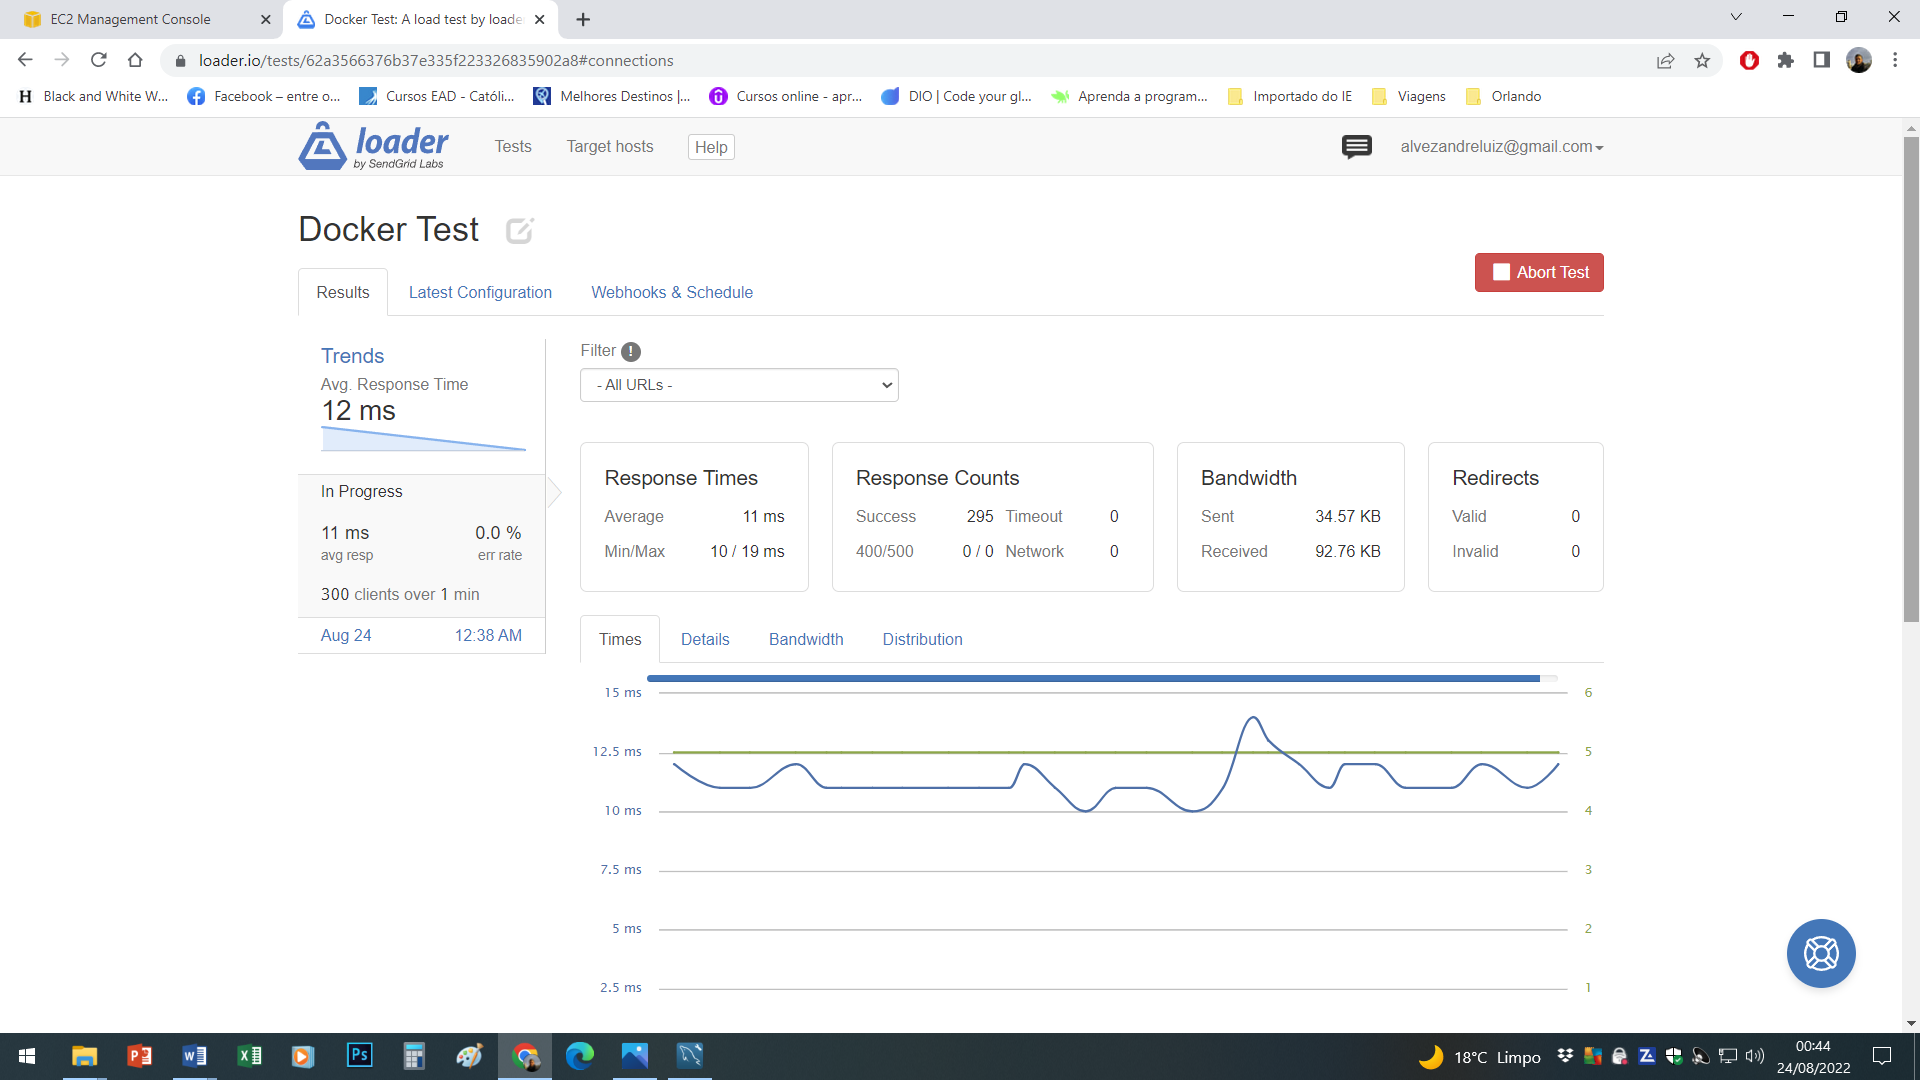 EC2 Management Console
Docker Test: A load test by loade
loader.io/tests/62a3566376b37e335f223326835902a8#connections
H Black and White W...
Facebook – entre o...
Cursos EAD - Católi...
Melhores Destinos |...
Cursos online - apr...
DIO | Code your gl...
Aprenda a program...
Importado do IE
Viagens
Orlando
loader
by SendGrid Labs
Tests
Target hosts
Help
alvezandreluiz@gmail.com
Docker Test
Abort Test
Results
Latest Configuration
Webhooks & Schedule
Trends
Avg. Response Time
12 ms
In Progress
11 ms 0.0 %
avg resp err rate
300 clients over 1 min
Aug 24 12:38 AM
Filter !
- All URLs -
Response Times
Average 11 ms
Min/Max 10 / 19 ms
Response Counts
Success 295 Timeout 0
400/500 0 / 0 Network 0
Bandwidth
Sent 34.57 KB
Received 92.76 KB
Redirects
Valid 0
Invalid 0
Times
Details
Bandwidth
Distribution
15 ms 6
12.5 ms 5
10 ms 4
7.5 ms 3
5 ms 2
2.5 ms 1
Ps
18°C Limpo
00:44
24/08/2022